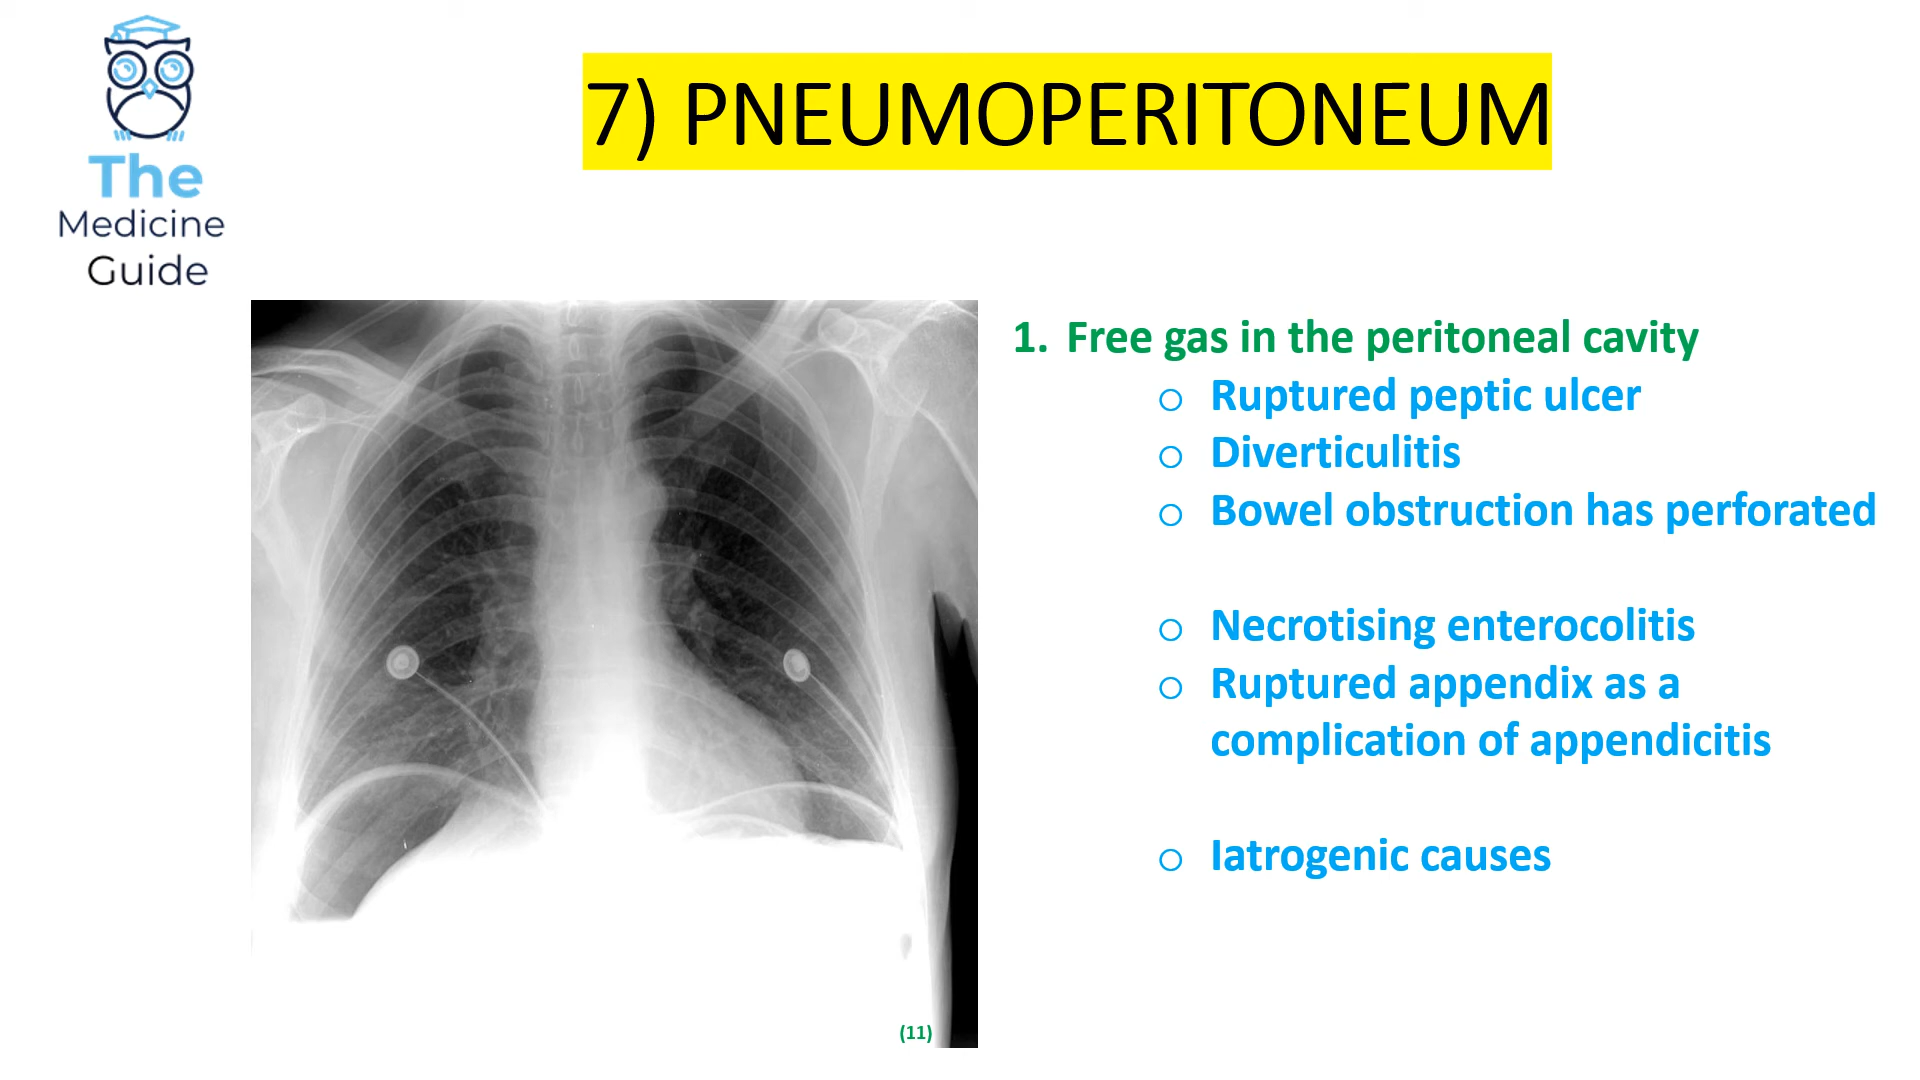 The
Medicine
Guide
7) PNEUMOPERITONEUM
1. Free gas in the peritoneal cavity
o Ruptured peptic ulcer
o Diverticulitis
o Bowel obstruction has perforated
o Necrotising enterocolitis
o Ruptured appendix as a
complication of appendicitis
o Iatrogenic causes
(11)